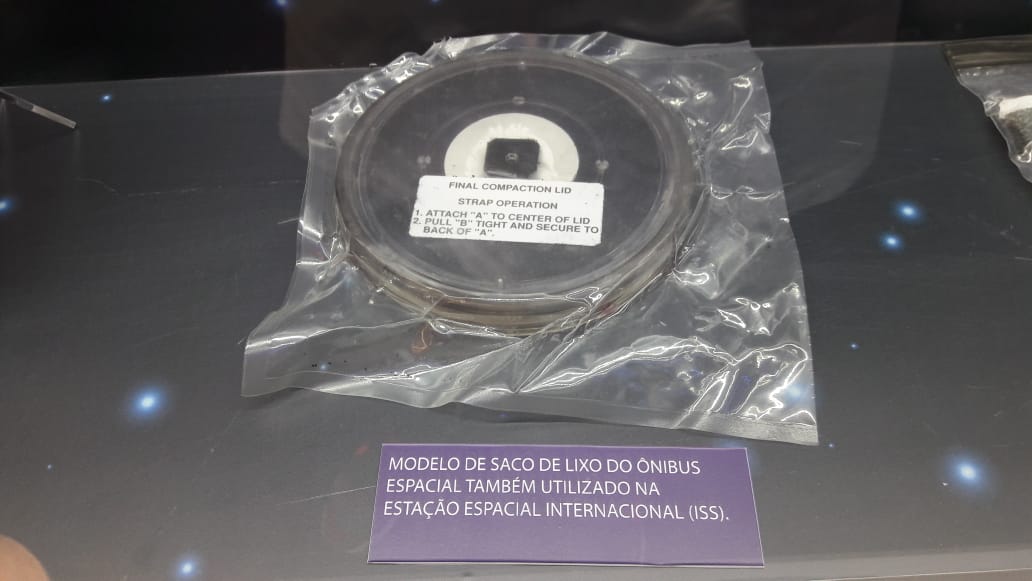 FINAL COMPACTION LID
STRAP OPERATION
1. ATTACH "A" TO CENTER OF LID
2. PULL "B" TIGHT AND SECURE TO
BACK OF "A".
MODELO DE SACO DE LIXO DO ÔNIBUS
ESPACIAL TAMBÉM UTILIZADO NA
ESTAÇÃO ESPACIAL INTERNACIONAL (ISS).